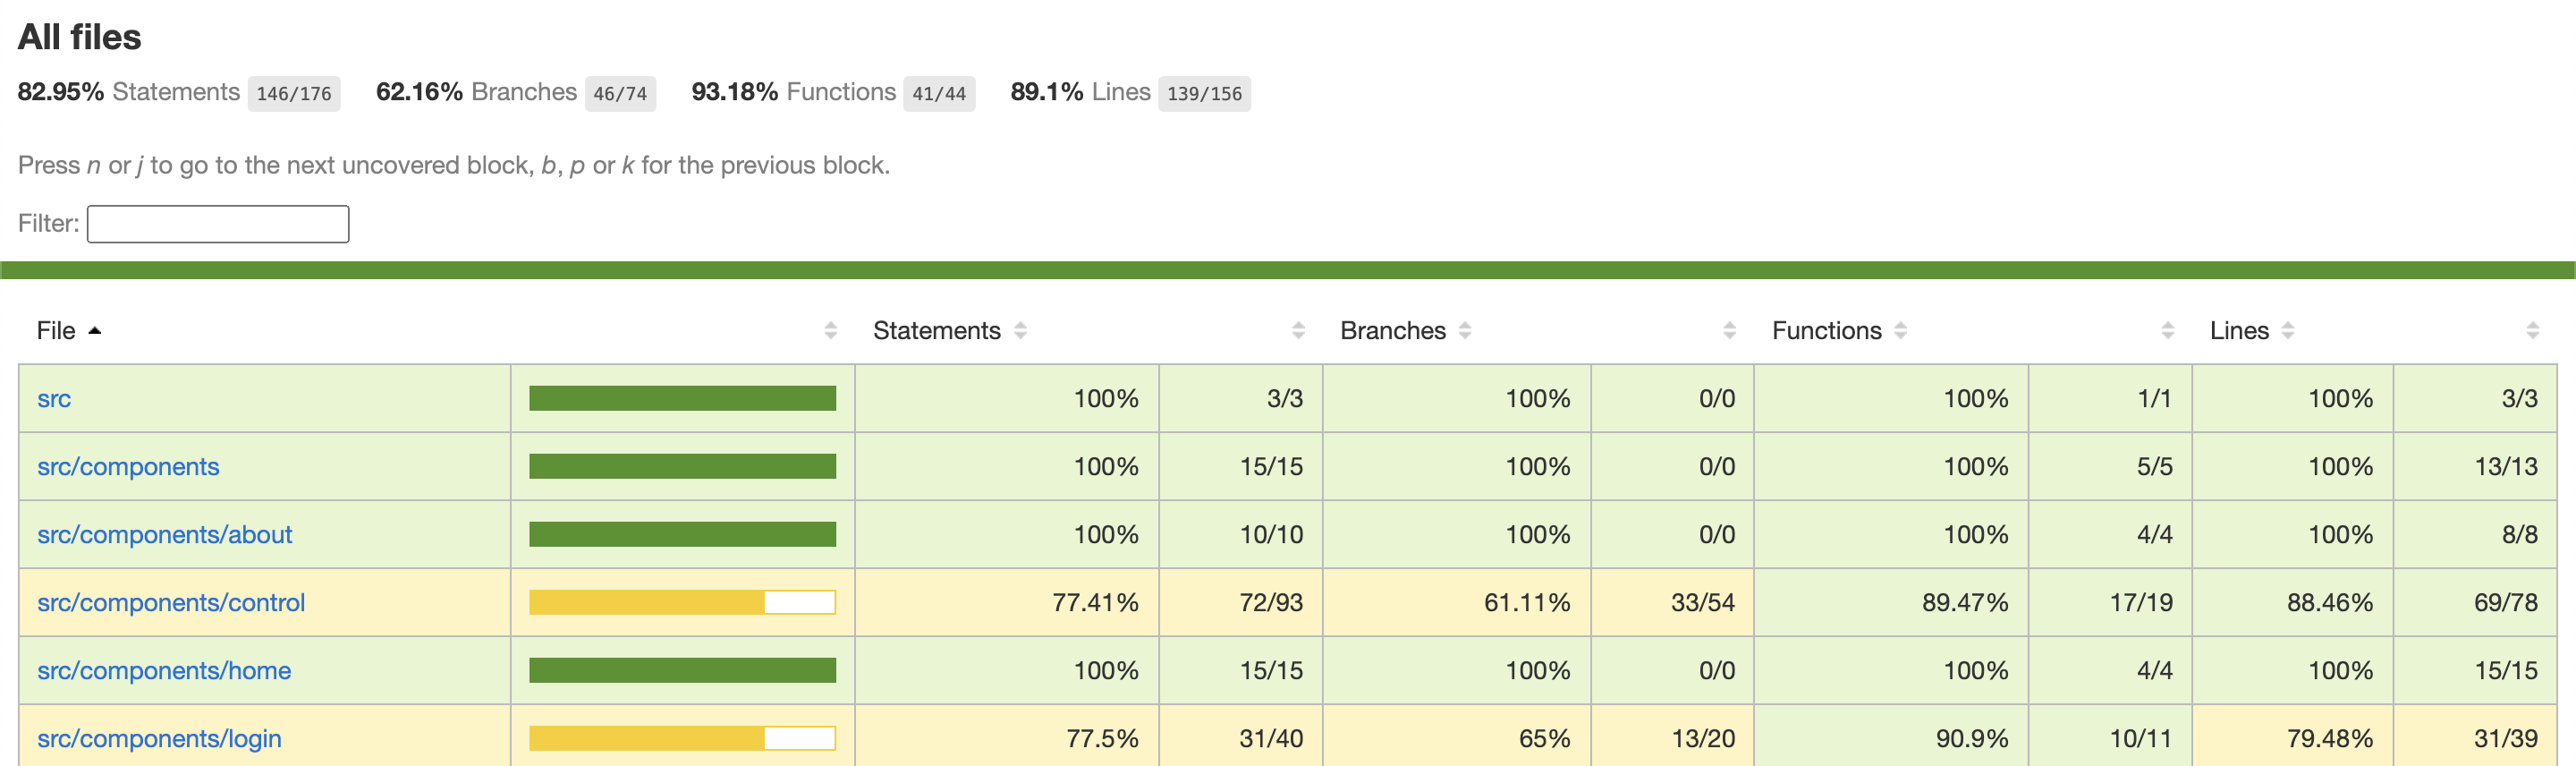 All files
82.95% Statements 146/176 62.16% Branches 46/74 93.18% Functions 41/44 89.1% Lines 139/156
Press n or j to go to the next uncovered block, b, p or k for the previous block.
Filter:
File Statements Branches Functions Lines
src 100% 3/3 100% 0/0 100% 1/1 100% 3/3
src/components 100% 15/15 100% 0/0 100% 5/5 100% 13/13
src/components/about 100% 10/10 100% 0/0 100% 4/4 100% 8/8
src/components/control 77.41% 72/93 61.11% 33/54 89.47% 17/19 88.46% 69/78
src/components/home 100% 15/15 100% 0/0 100% 4/4 100% 15/15
src/components/login 77.5% 31/40 65% 13/20 90.9% 10/11 79.48% 31/39